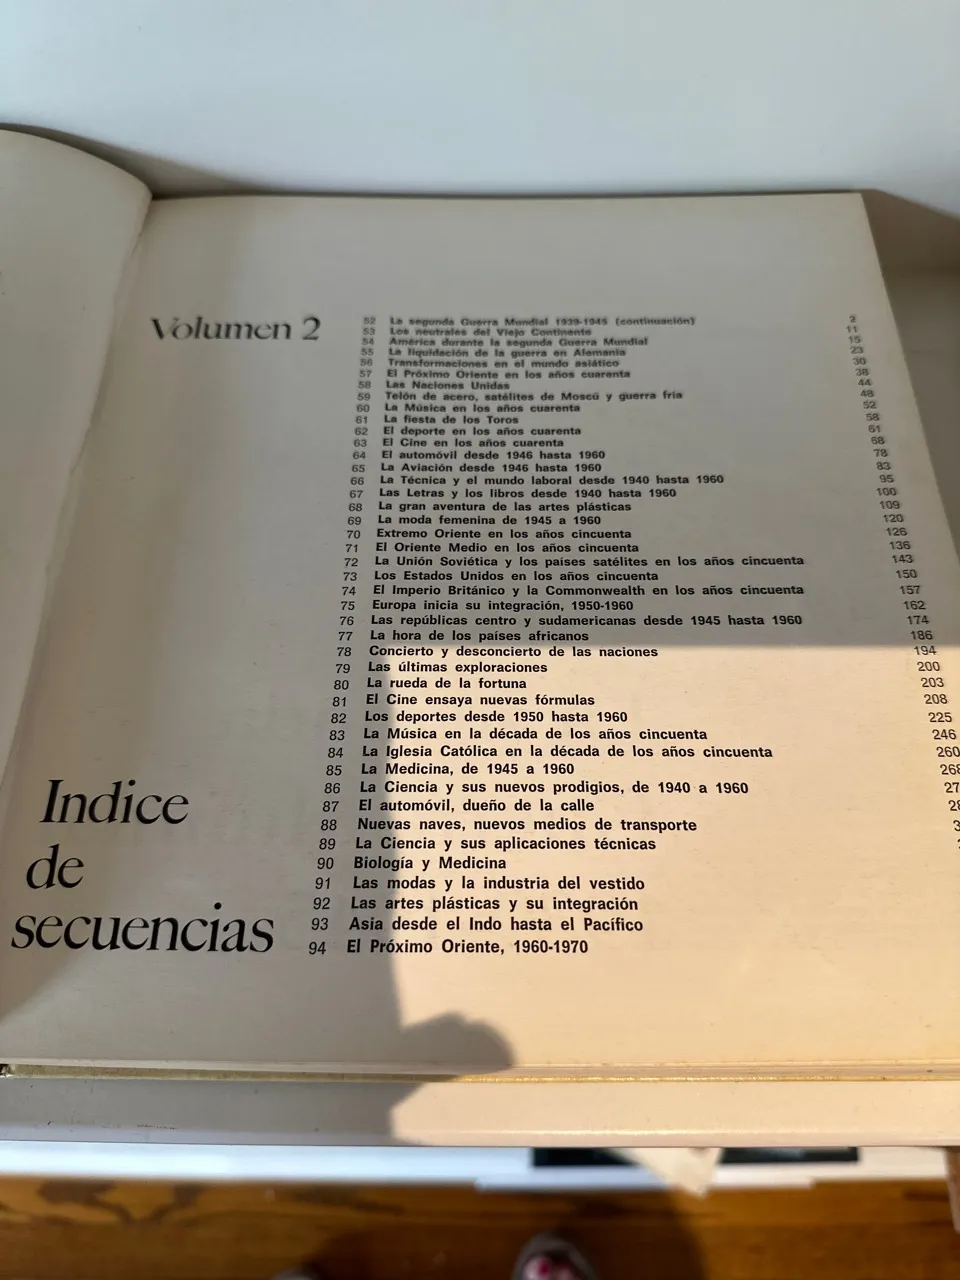 Volumen 2
52 La segunda Guerra Mundial 1939-1945 (continuación) 2
53 Los neutrales del Viejo Continente 11
54 América durante la segunda Guerra Mundial 15
55 La liquidación de la guerra en Alemania 23
56 Transformaciones en el mundo asiático 30
57 El Próximo Oriente en los años cuarenta 38
58 Las Naciones Unidas 44
59 Telón de acero, satélites de Moscú y guerra fría 48
60 La Música en los años cuarenta 52
61 La fiesta de los Toros 58
62 El deporte en los años cuarenta 61
63 El Cine en los años cuarenta 68
64 El automóvil desde 1946 hasta 1960 78
65 La Aviación desde 1946 hasta 1960 83
66 La Técnica y el mundo laboral desde 1940 hasta 1960 95
67 Las Letras y los libros desde 1940 hasta 1960 100
68 La gran aventura de las artes plásticas 109
69 La moda femenina de 1945 a 1960 120
70 Extremo Oriente en los años cincuenta 126
71 El Oriente Medio en los años cincuenta 136
72 La Unión Soviética y los países satélites en los años cincuenta 143
73 Los Estados Unidos en los años cincuenta 150
74 El Imperio Británico y la Commonwealth en los años cincuenta 157
75 Europa inicia su integración, 1950-1960 162
76 Las repúblicas centro y sudamericanas desde 1945 hasta 1960 174
77 La hora de los países africanos 186
78 Concierto y desconcierto de las naciones 194
79 Las últimas exploraciones 200
80 La rueda de la fortuna 203
81 El Cine ensaya nuevas fórmulas 208
82 Los deportes desde 1950 hasta 1960 225
83 La Música en la década de los años cincuenta 246
84 La Iglesia Católica en la década de los años cincuenta 260
85 La Medicina, de 1945 a 1960 268
86 La Ciencia y sus nuevos prodigios, de 1940 a 1960
87 El automóvil, dueño de la calle
88 Nuevas naves, nuevos medios de transporte
89 La Ciencia y sus aplicaciones técnicas
90 Biología y Medicina
91 Las modas y la industria del vestido
92 Las artes plásticas y su integración
93 Asia desde el Indo hasta el Pacífico
94 El Próximo Oriente, 1960-1970
Indice
de
secuencias